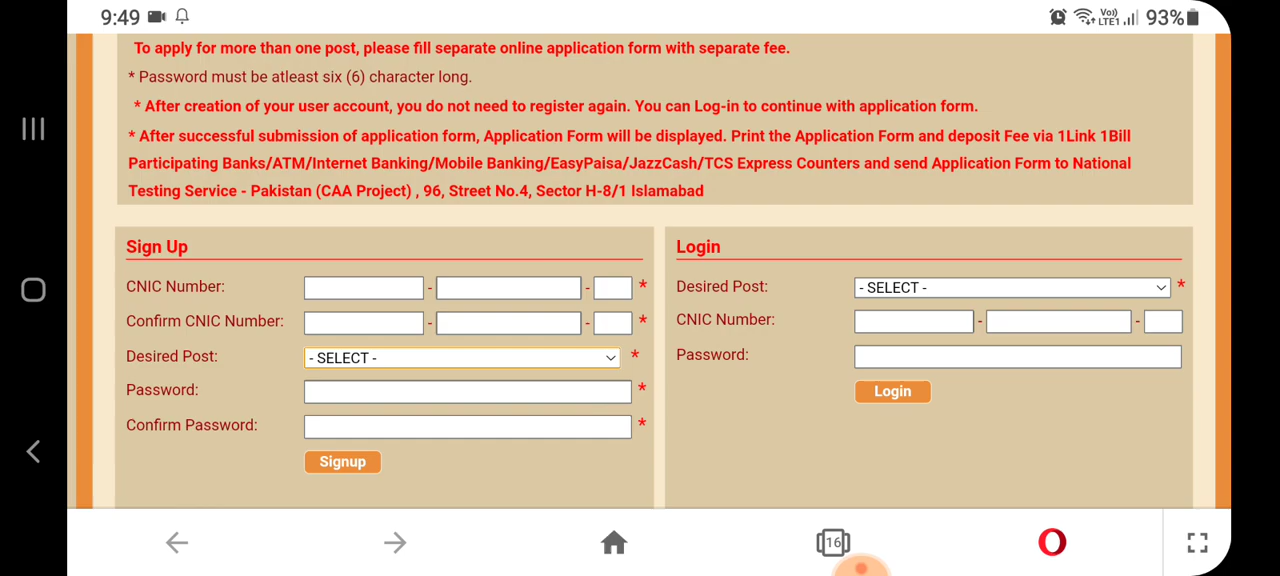 9:49
Vo)) LTE1 93%
To apply for more than one post, please fill separate online application form with separate fee.
* Password must be atleast six (6) character long.
* After creation of your user account, you do not need to register again. You can Log-in to continue with application form.
* After successful submission of application form, Application Form will be displayed. Print the Application Form and deposit Fee via 1Link 1Bill
Participating Banks/ATM/Internet Banking/Mobile Banking/EasyPaisa/JazzCash/TCS Express Counters and send Application Form to National
Testing Service - Pakistan (CAA Project) , 96, Street No.4, Sector H-8/1 Islamabad
Sign Up
CNIC Number: - - *
Confirm CNIC Number: - - *
Desired Post: - SELECT - *
Password: *
Confirm Password: *
Signup
Login
Desired Post: - SELECT - *
CNIC Number: - -
Password:
Login
16